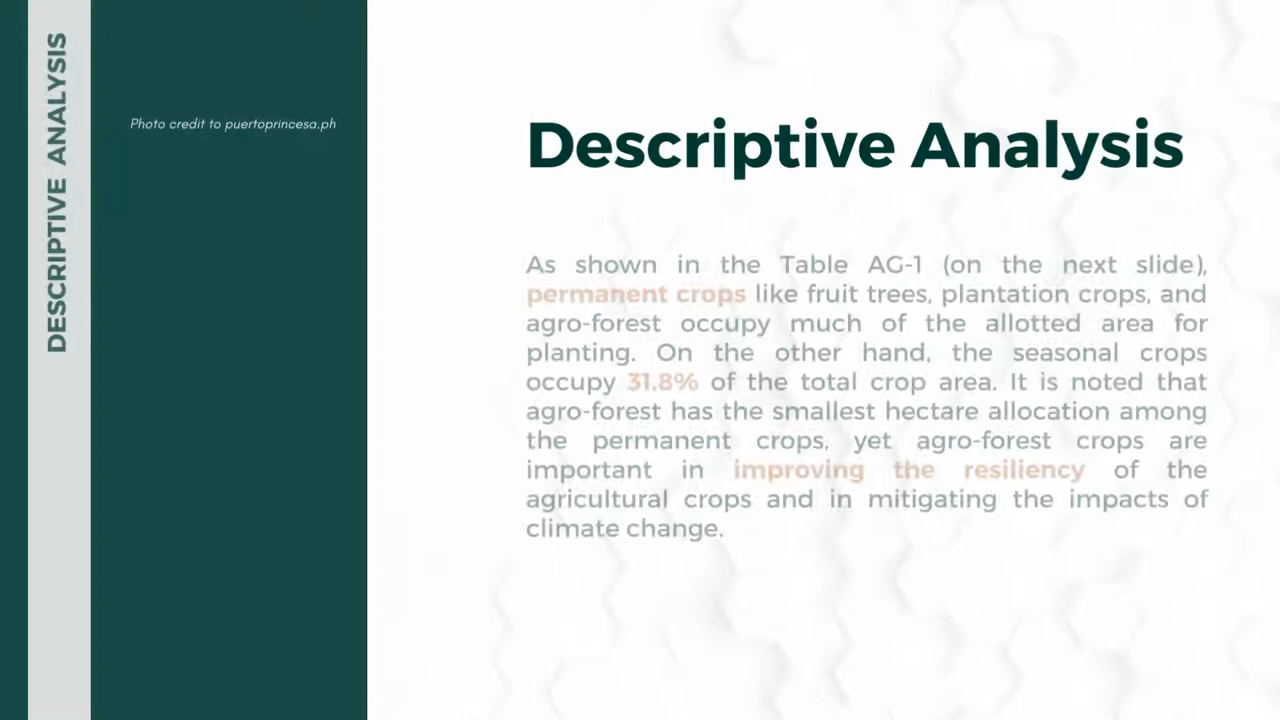 DESCRIPTIVE ANALYSIS
Photo credit to puertoprincesa.ph
Descriptive Analysis
As shown in the Table AG-1 (on the next slide),
permanent crops like fruit trees, plantation crops, and
agro-forest occupy much of the allotted area for
planting. On the other hand, the seasonal crops
occupy 31.8% of the total crop area. It is noted that
agro-forest has the smallest hectare allocation among
the permanent crops, yet agro-forest crops are
important in improving the resiliency of the
agricultural crops and in mitigating the impacts of
climate change.